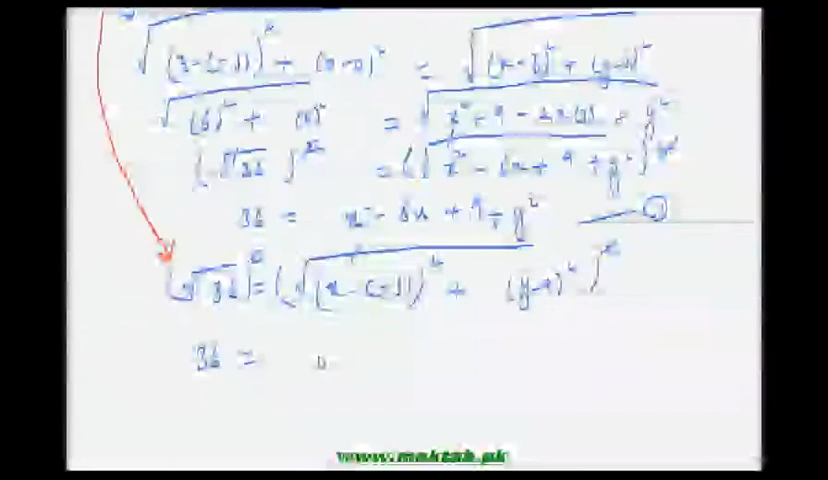 √(3-(-3))² + (0-0)² = √(x-3)² + (y-0)²
√(6)² + (0)² = √x² + 9 - 2x(3) + y²
(√36)² = (√x² - 6x + 9 + y²)²
36 = x² - 6x + 9 + y²
(√36)² = (√(x-(-3))² + (y-0)²)²
36 =
www.maktab.pk